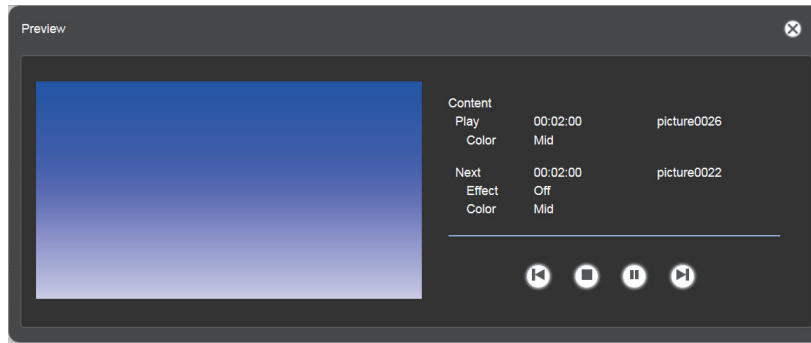 Preview
Content
Play 00:02:00 picture0026
Color Mid
Next 00:02:00 picture0022
Effect Off
Color Mid